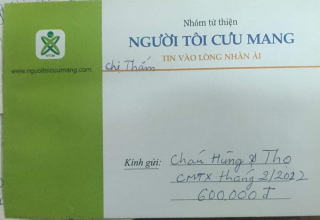 Nhóm từ thiện
NGƯỜI TÔI CƯU MANG
TIN VÀO LÒNG NHÂN ÁI
www.nguoitoicuumang.com
Chị Thắm
Kính gửi: Cháu Hùng Thọ
CMTX tháng 2/2022
600.000 đ